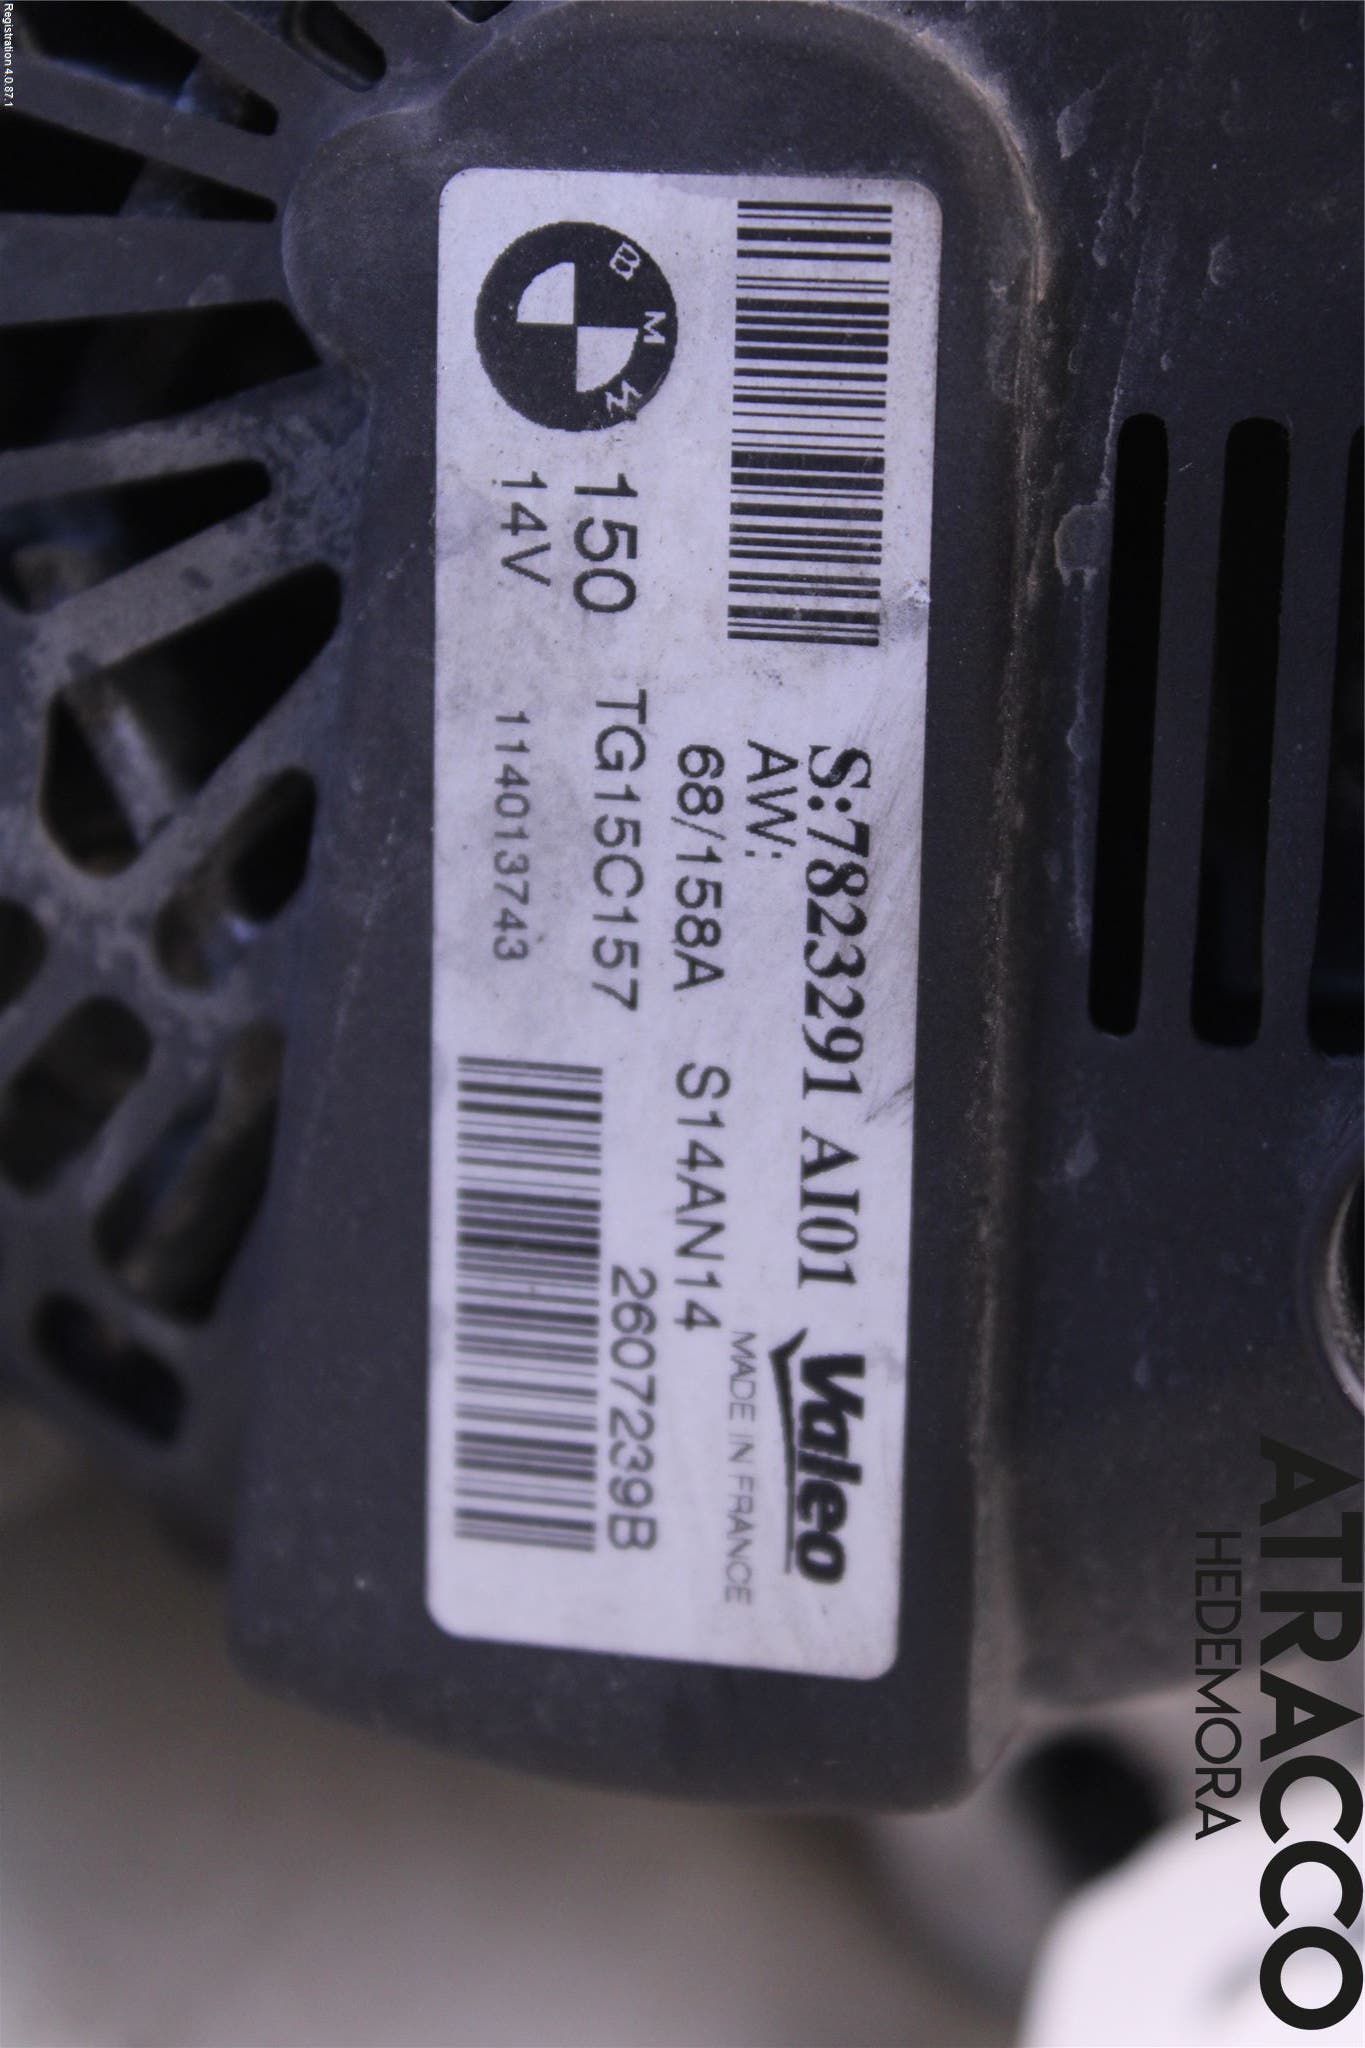 Registration 4.0.87.1
S:7823291 AI01
Valeo
AW:
MADE IN FRANCE
BMW
68/158A S14AN14
150 TG15C157
2607239B
14V 114013743
ATRACCO
HEDEMORA